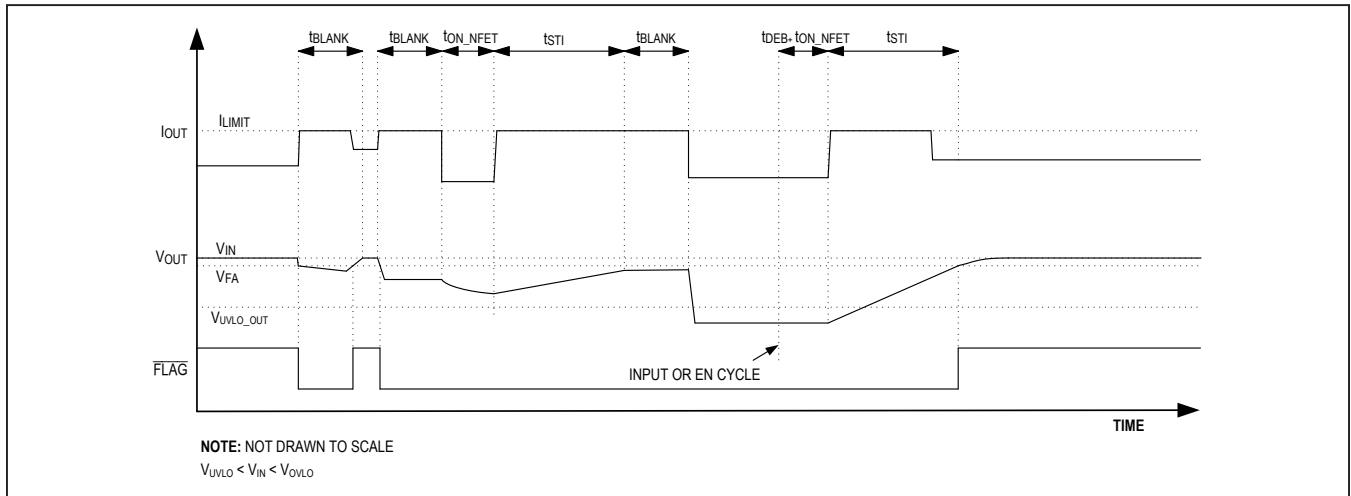 tBLANK tBLANK tON_NFET tSTI tBLANK tDEB+ tON_NFET tSTI
ILIMIT
IOUT
VIN
VOUT
VFA
VUVLO_OUT
FLAG
INPUT OR EN CYCLE
TIME
NOTE: NOT DRAWN TO SCALE
VUVLO < VIN < VOVLO